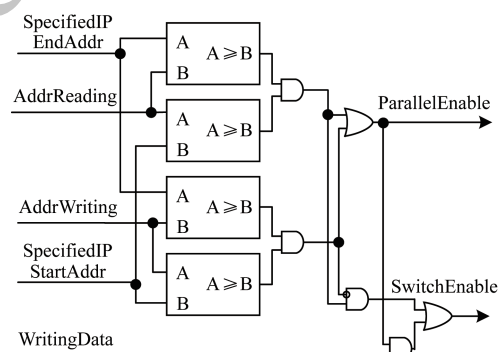 SpecifiedIP
EndAddr
A
A⩾B
B
AddrReading
ParallelEnable
A
A⩾B
B
A
AddrWriting
A⩾B
B
SpecifiedIP
StartAddr
A
A⩾B
B
SwitchEnable
WritingData